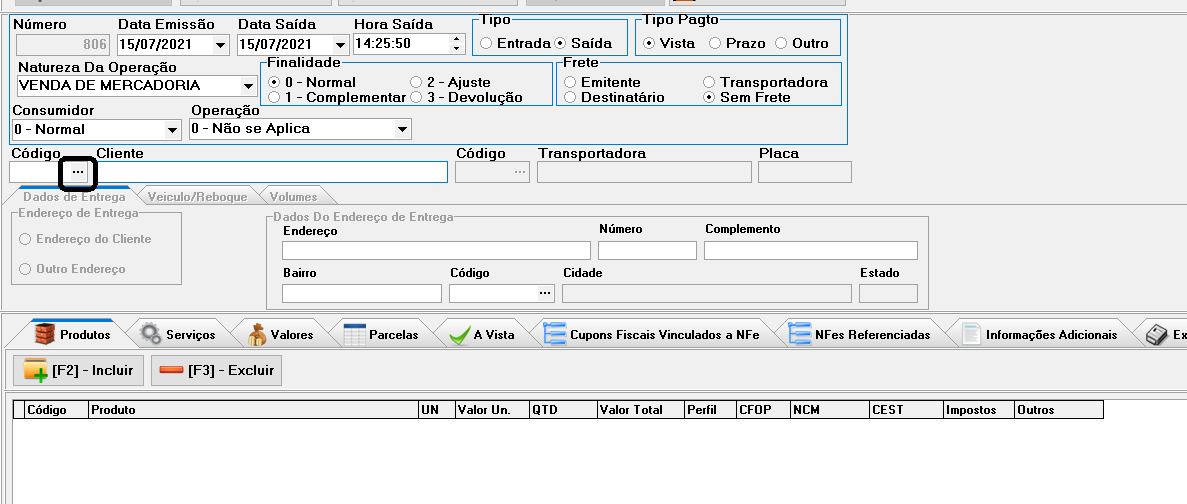 Número Data Emissão Data Saída Hora Saída Tipo Tipo Pagto
806 15/07/2021 15/07/2021 14:25:50 Entrada Saída Vista Prazo Outro
Natureza Da Operação Finalidade Frete
VENDA DE MERCADORIA 0 - Normal 2 - Ajuste Emitente Transportadora
1 - Complementar 3 - Devolução Destinatário Sem Frete
Consumidor Operação
0 - Normal 0 - Não se Aplica
Código Cliente Código Transportadora Placa
... ...
Dados de Entrega Veiculo/Reboque Volumes
Endereço de Entrega Dados Do Endereço de Entrega
Endereço Número Complemento
Endereço do Cliente
Outro Endereço Bairro Código Cidade Estado
...
Produtos Serviços Valores Parcelas A Vista Cupons Fiscais Vinculados a NFe NFes Referenciadas Informações Adicionais Ex
[F2] - Incluir [F3] - Excluir
Código Produto UN Valor Un. QTD Valor Total Perfil CFOP NCM CEST Impostos Outros